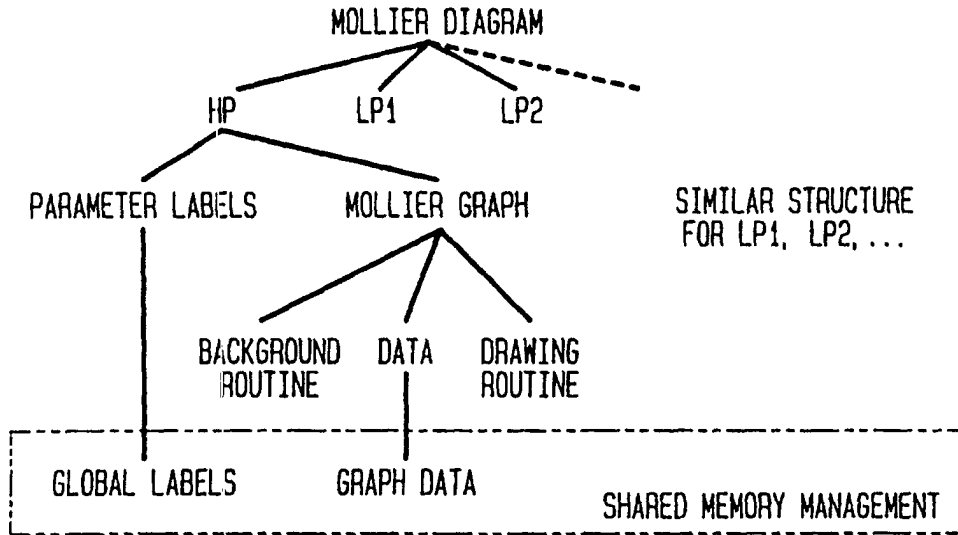 MOLLIER DIAGRAM
HP
LP1
LP2
PARAMETER LABELS
MOLLIER GRAPH
SIMILAR STRUCTURE
FOR LP1, LP2, ...
BACKGROUND
ROUTINE
DATA
DRAWING
ROUTINE
GLOBAL LABELS
GRAPH DATA
SHARED MEMORY MANAGEMENT